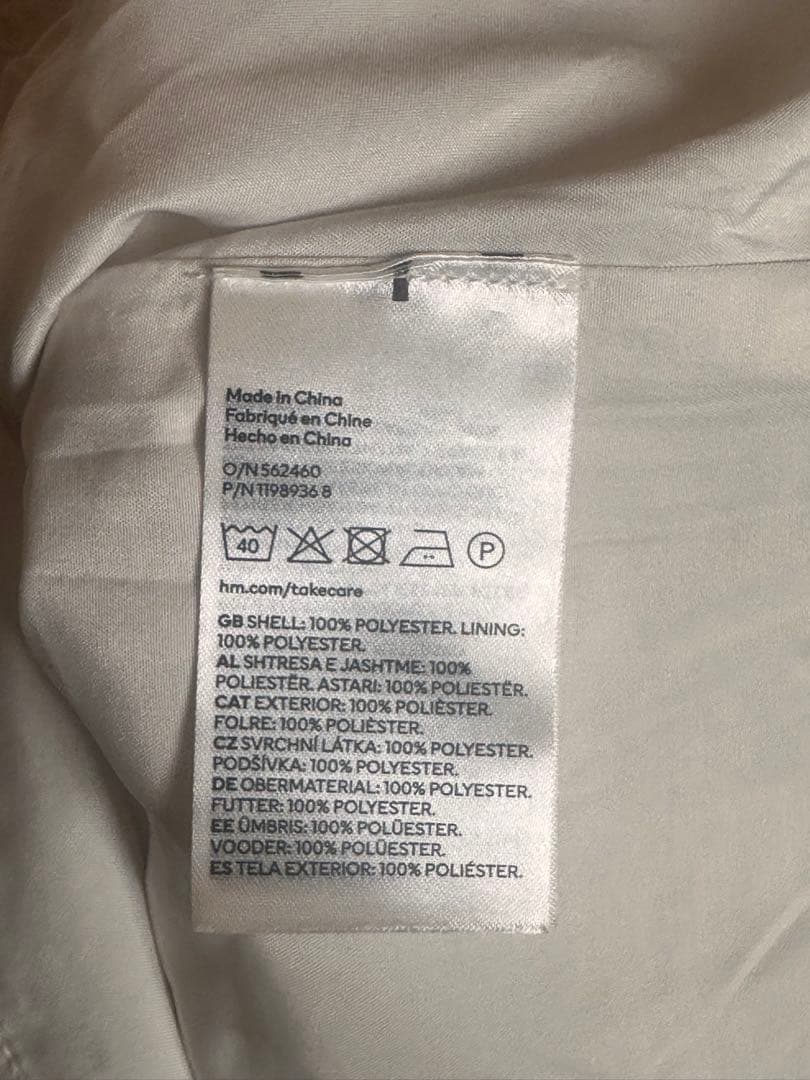 Made in China
Fabriqué en Chine
Hecho en China
O/N 562460
P/N 1198936 8
40
P
hm.com/takecare
GB SHELL: 100% POLYESTER. LINING:
100% POLYESTER.
AL SHTRESA E JASHTME: 100%
POLIESTËR. ASTARI: 100% POLIESTËR.
CAT EXTERIOR: 100% POLIÈSTER.
FOLRE: 100% POLIÈSTER.
CZ SVRCHNÍ LÁTKA: 100% POLYESTER.
PODŠÍVKA: 100% POLYESTER.
DE OBERMATERIAL: 100% POLYESTER.
FUTTER: 100% POLYESTER.
EE ÜMBRIS: 100% POLÜESTER.
VOODER: 100% POLÜESTER.
ES TELA EXTERIOR: 100% POLIÉSTER.